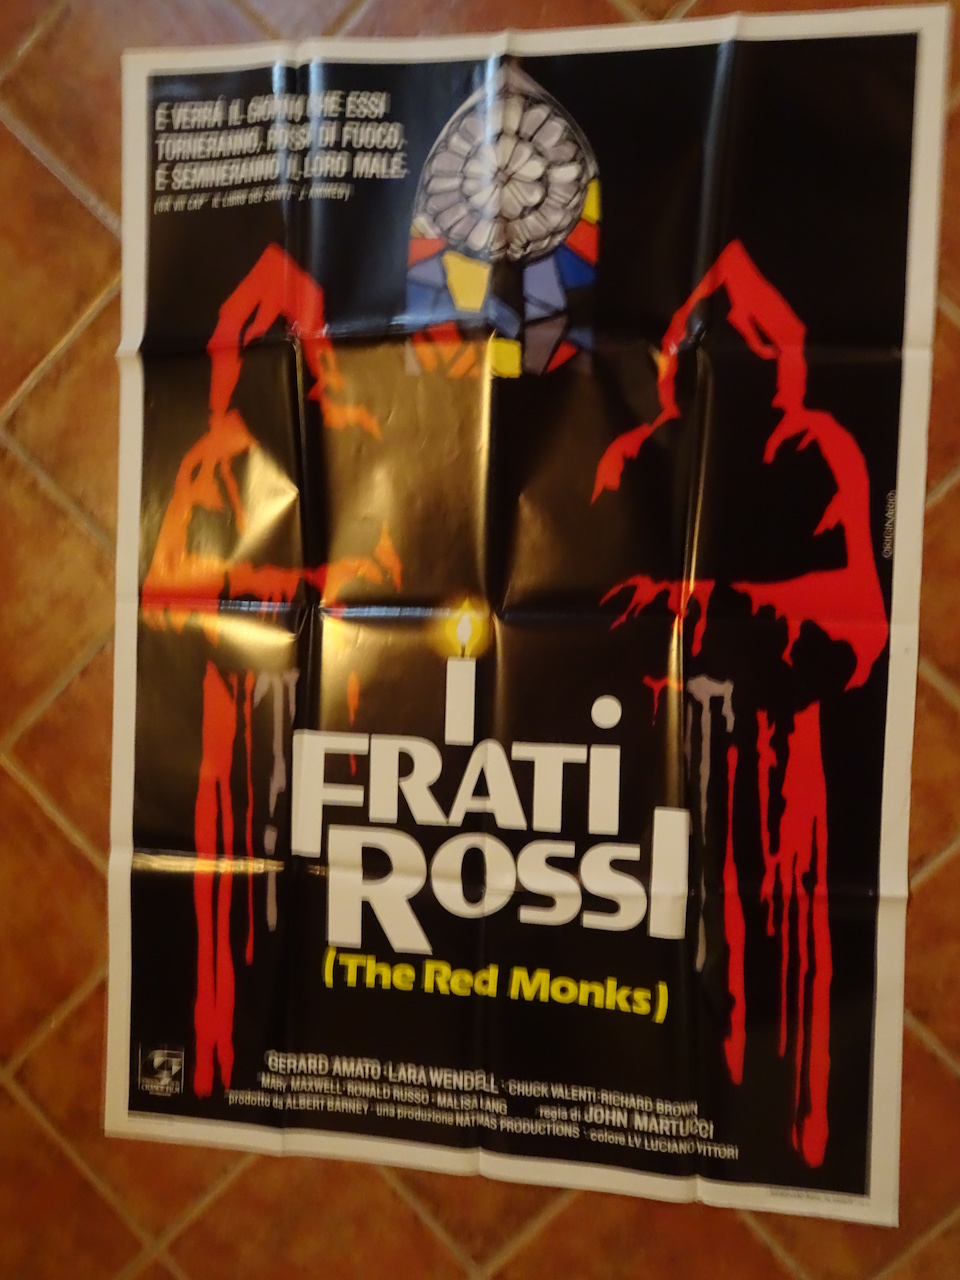 E VERRÀ IL GIORNO CHE ESSI
TORNERANNO, ROSSI DI FUOCO,
E SEMINERANNO IL LORO MALE.
I
FRATI
ROSSI
(The Red Monks)
GERARD AMATO · LARA WENDELL · CHUCK VALENTI · RICHARD BROWN
MARY MAXWELL · RONALD RUSSO · MALISA LANG regia di JOHN MARTUCCI
prodotto da ALBERT BARNEY · una produzione NATMAS PRODUCTIONS · colore LV LUCIANO VITTORI